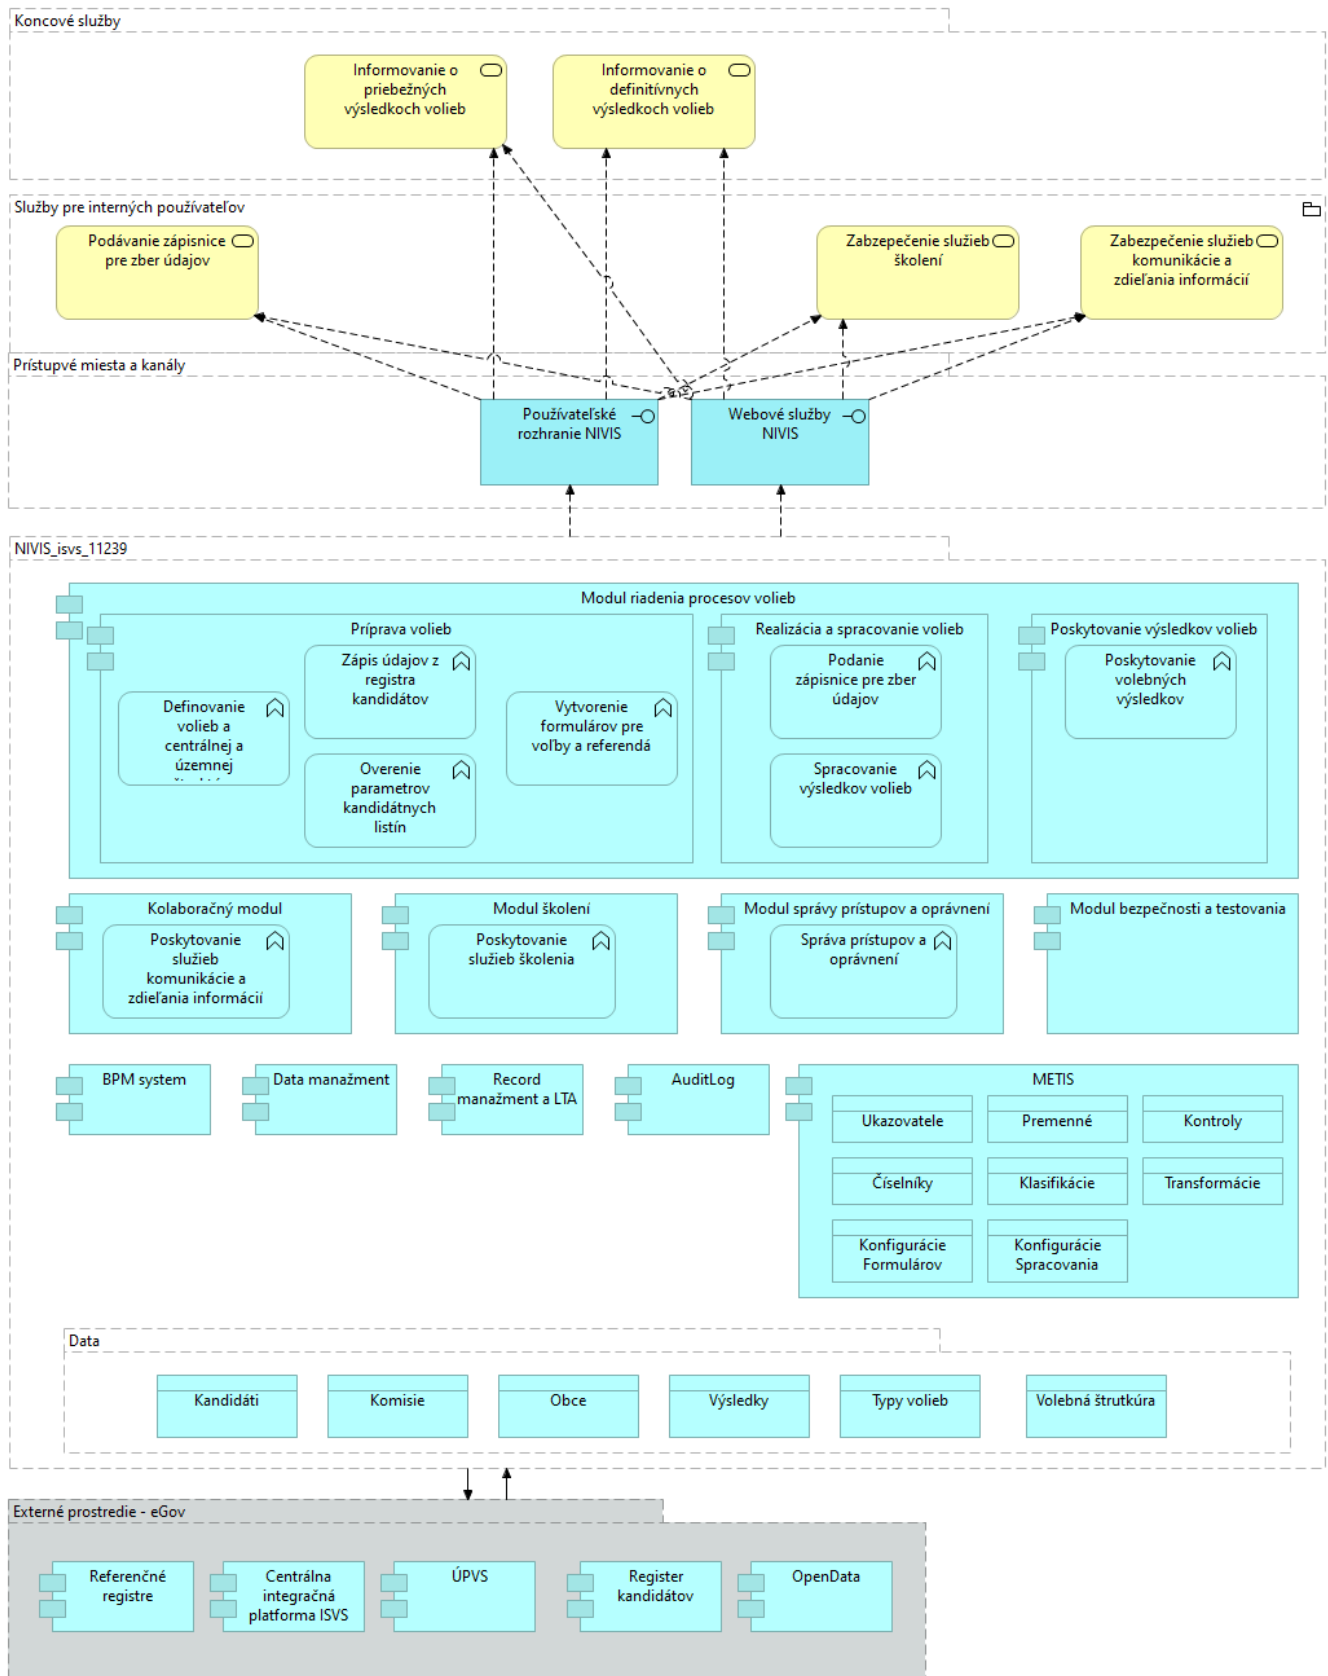 Koncové služby
Informovanie o
priebežných
výsledkoch volieb
Informovanie o
definitívnych
výsledkoch volieb
Služby pre interných používateľov
Podávanie zápisnice
pre zber údajov
Zabzepečenie služieb
školení
Zabezpečenie služieb
komunikácie a
zdieľania informácií
Prístupvé miesta a kanály
Používateľské
rozhranie NIVIS
Webové služby
NIVIS
NIVIS_isvs_11239
Modul riadenia procesov volieb
Príprava volieb
Zápis údajov z
registra
kandidátov
Definovanie
volieb a
centrálnej a
územnej
Vytvorenie
formulárov pre
voľby a referendá
Overenie
parametrov
kandidátnych
listín
Realizácia a spracovanie volieb
Podanie
zápisnice pre zber
údajov
Spracovanie
výsledkov volieb
Poskytovanie výsledkov volieb
Poskytovanie
volebných
výsledkov
Kolaboračný modul
Poskytovanie
služieb
komunikácie a
zdieľania informácií
Modul školení
Poskytovanie
služieb školenia
Modul správy prístupov a oprávnení
Správa prístupov a
oprávnení
Modul bezpečnosti a testovania
BPM system
Data manažment
Record
manažment a LTA
AuditLog
METIS
Ukazovatele
Premenné
Kontroly
Číselníky
Klasifikácie
Transformácie
Konfigurácie
Formulárov
Konfigurácie
Spracovania
Data
Kandidáti
Komisie
Obce
Výsledky
Typy volieb
Volebná štrutkúra
Externé prostredie - eGov
Referenčné
registre
Centrálna
integračná
platforma ISVS
ÚPVS
Register
kandidátov
OpenData